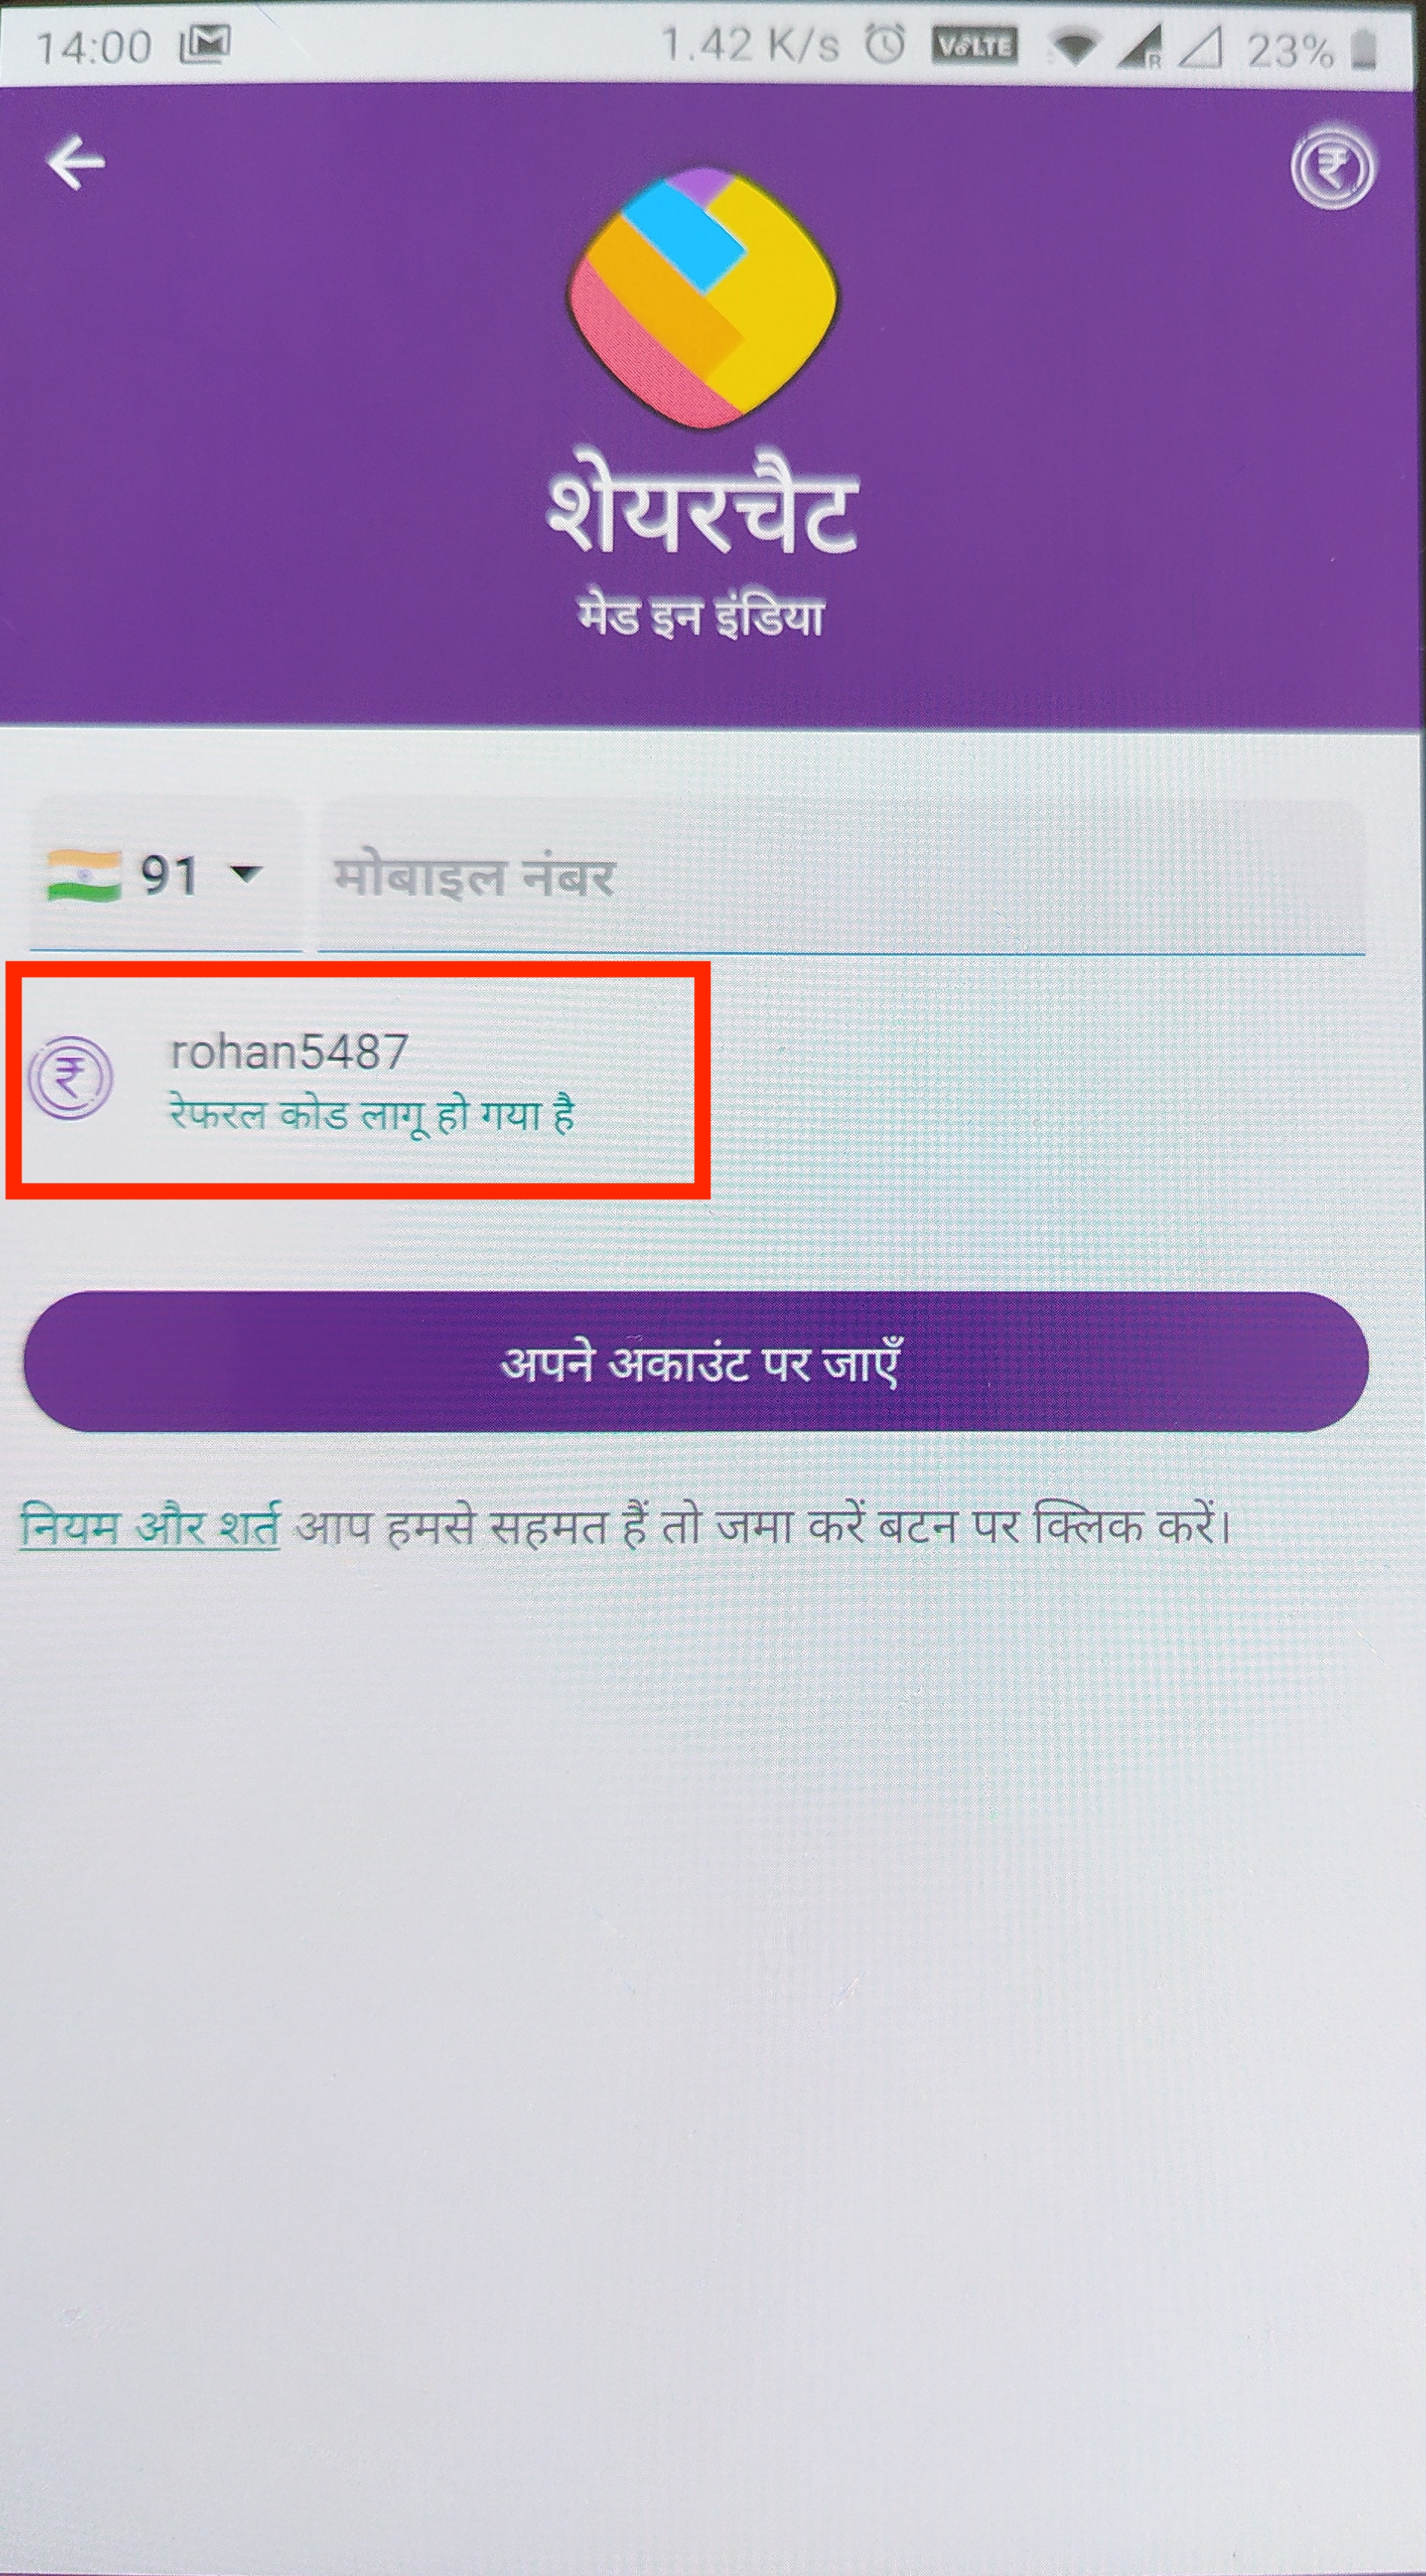 14:00 1.42 K/s VoLTE R 23%
शेयरचैट
मेड इन इंडिया
91 मोबाइल नंबर
rohan5487
रेफरल कोड लागू हो गया है
अपने अकाउंट पर जाएँ
नियम और शर्त आप हमसे सहमत हैं तो जमा करें बटन पर क्लिक करें।